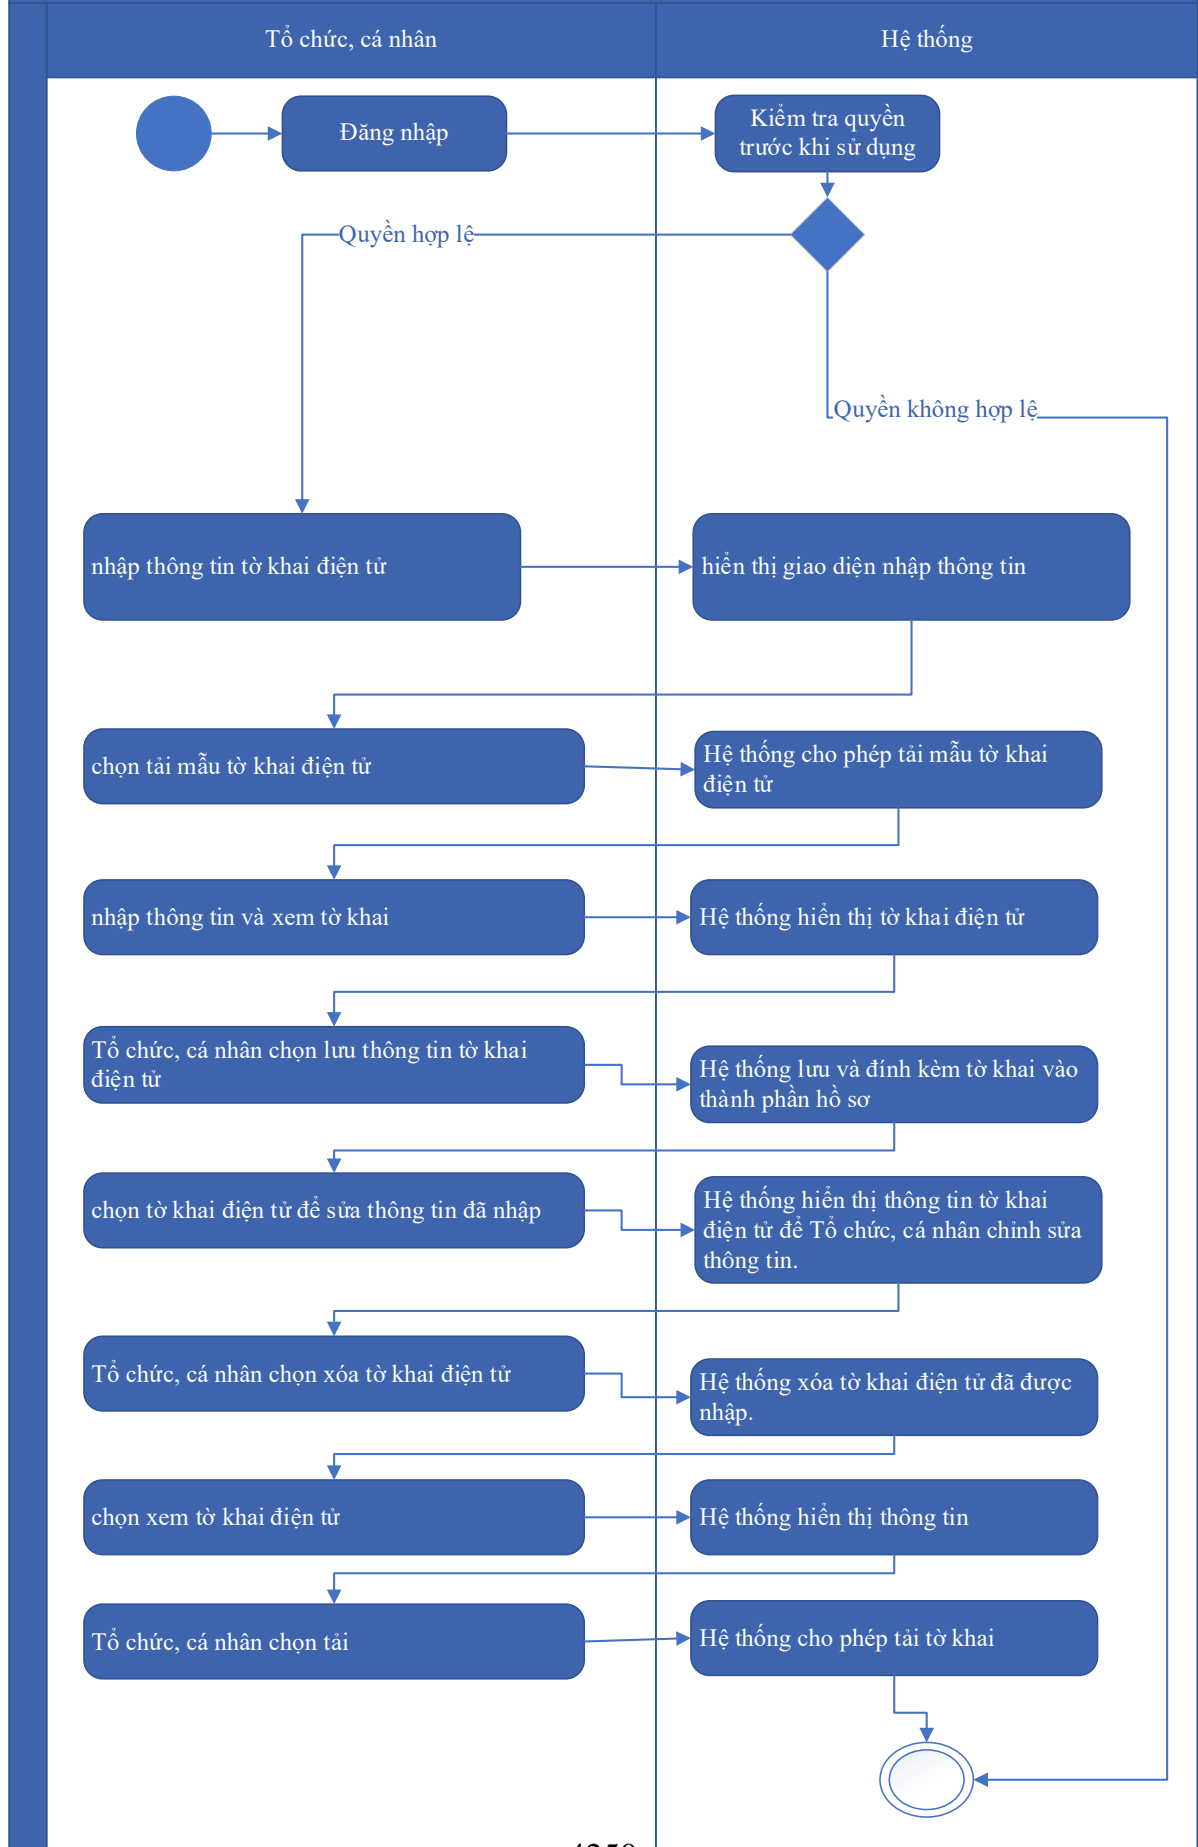 Tổ chức, cá nhân
Hệ thống
Đăng nhập
Kiểm tra quyền
trước khi sử dụng
Quyền hợp lệ
Quyền không hợp lệ
nhập thông tin tờ khai điện tử
hiển thị giao diện nhập thông tin
chọn tải mẫu tờ khai điện tử
Hệ thống cho phép tải mẫu tờ khai
điện tử
nhập thông tin và xem tờ khai
Hệ thống hiển thị tờ khai điện tử
Tổ chức, cá nhân chọn lưu thông tin tờ khai
điện tử
Hệ thống lưu và đính kèm tờ khai vào
thành phần hồ sơ
chọn tờ khai điện tử để sửa thông tin đã nhập
Hệ thống hiển thị thông tin tờ khai
điện tử để Tổ chức, cá nhân chỉnh sửa
thông tin.
Tổ chức, cá nhân chọn xóa tờ khai điện tử
Hệ thống xóa tờ khai điện tử đã được
nhập.
chọn xem tờ khai điện tử
Hệ thống hiển thị thông tin
Tổ chức, cá nhân chọn tải
Hệ thống cho phép tải tờ khai